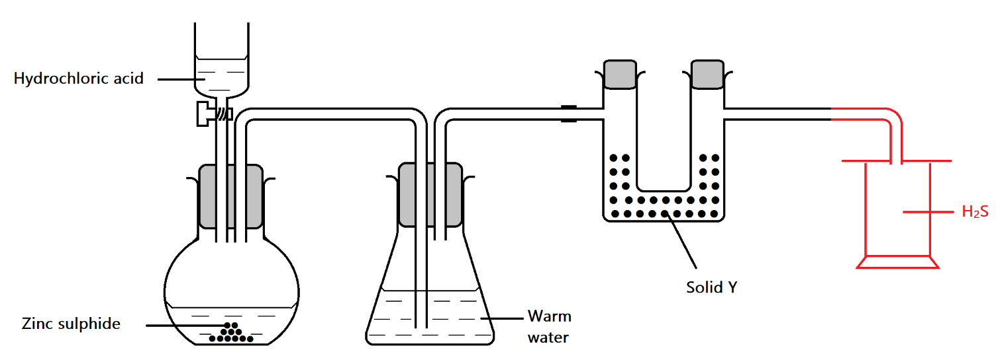 Hydrochloric acid
H₂S
Solid Y
Zinc sulphide
Warm
water